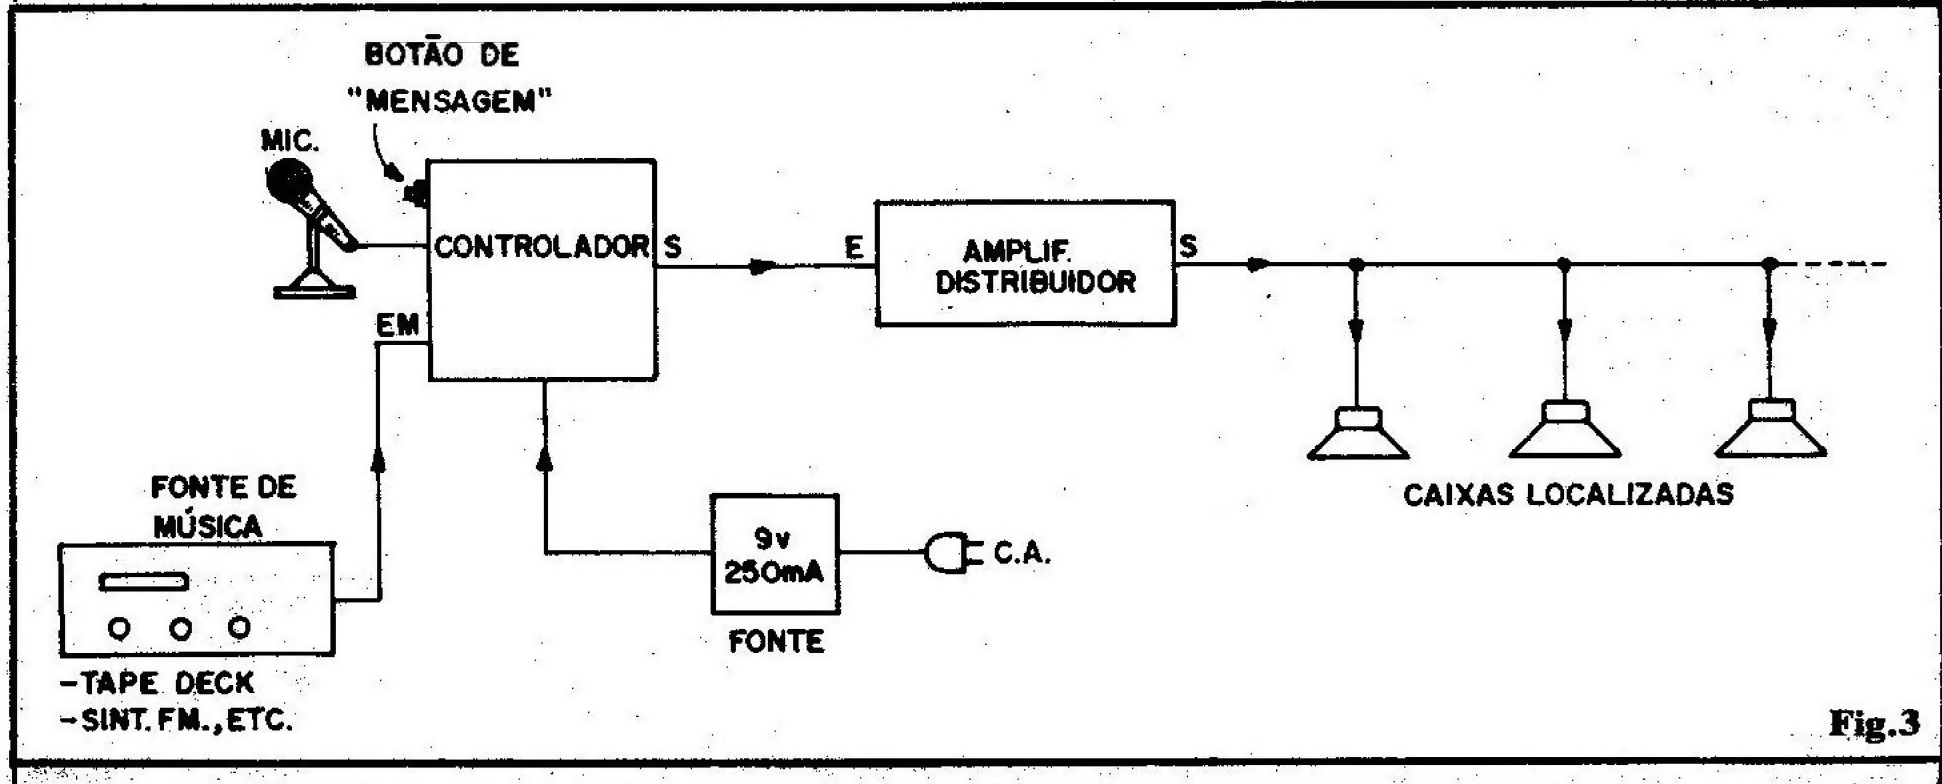 BOTÃO DE
"MENSAGEM"
MIC.
CONTROLADOR
S
E
AMPLIF.
DISTRIBUIDOR
S
EM
CAIXAS LOCALIZADAS
FONTE DE
MÚSICA
9v
250mA
C.A.
FONTE
-TAPE DECK
-SINT. FM., ETC.
Fig.3